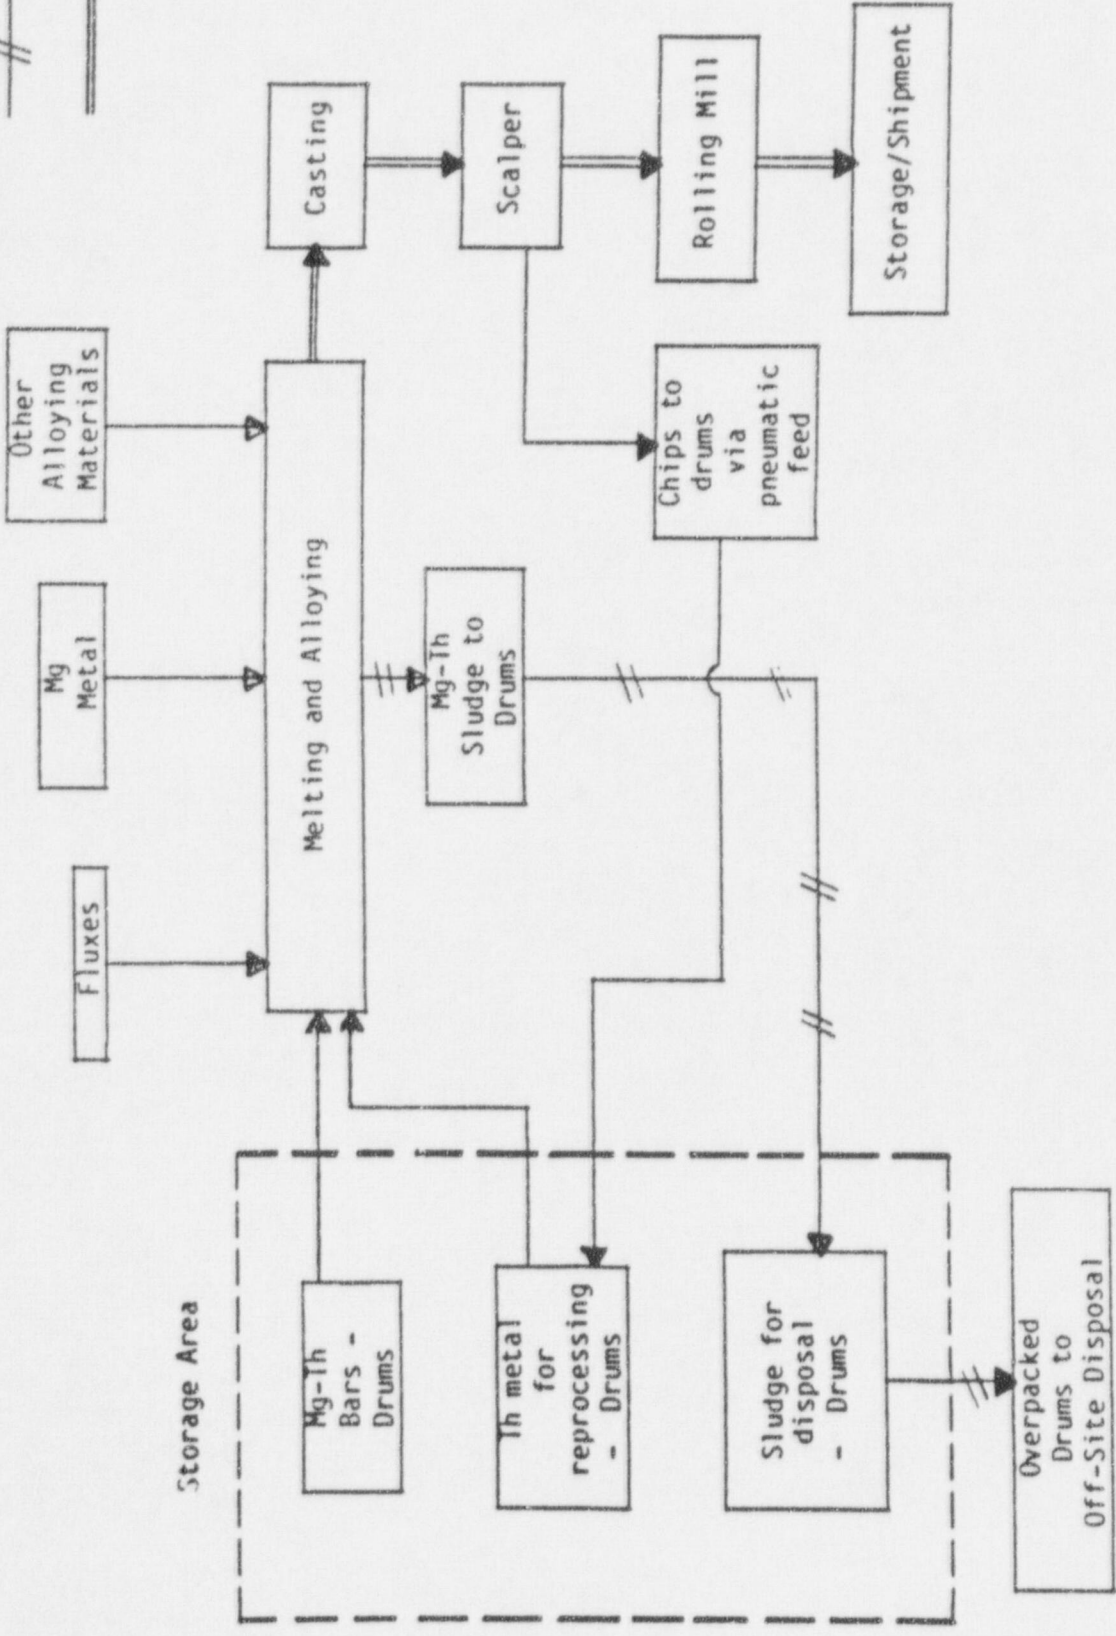 Other
Alloying
Materials
Mg
Metal
Fluxes
Casting
Melting and Alloying
Scalper
Rolling Mill
Storage/Shipment
Mg-Th
Sludge to
Drums
Chips to
drums
via
pneumatic
feed
Storage Area
Mg-Th
Bars -
Drums
Th metal
for
reprocessing
- Drums
Sludge for
disposal
- Drums
Overpacked
Drums to
Off-Site Disposal